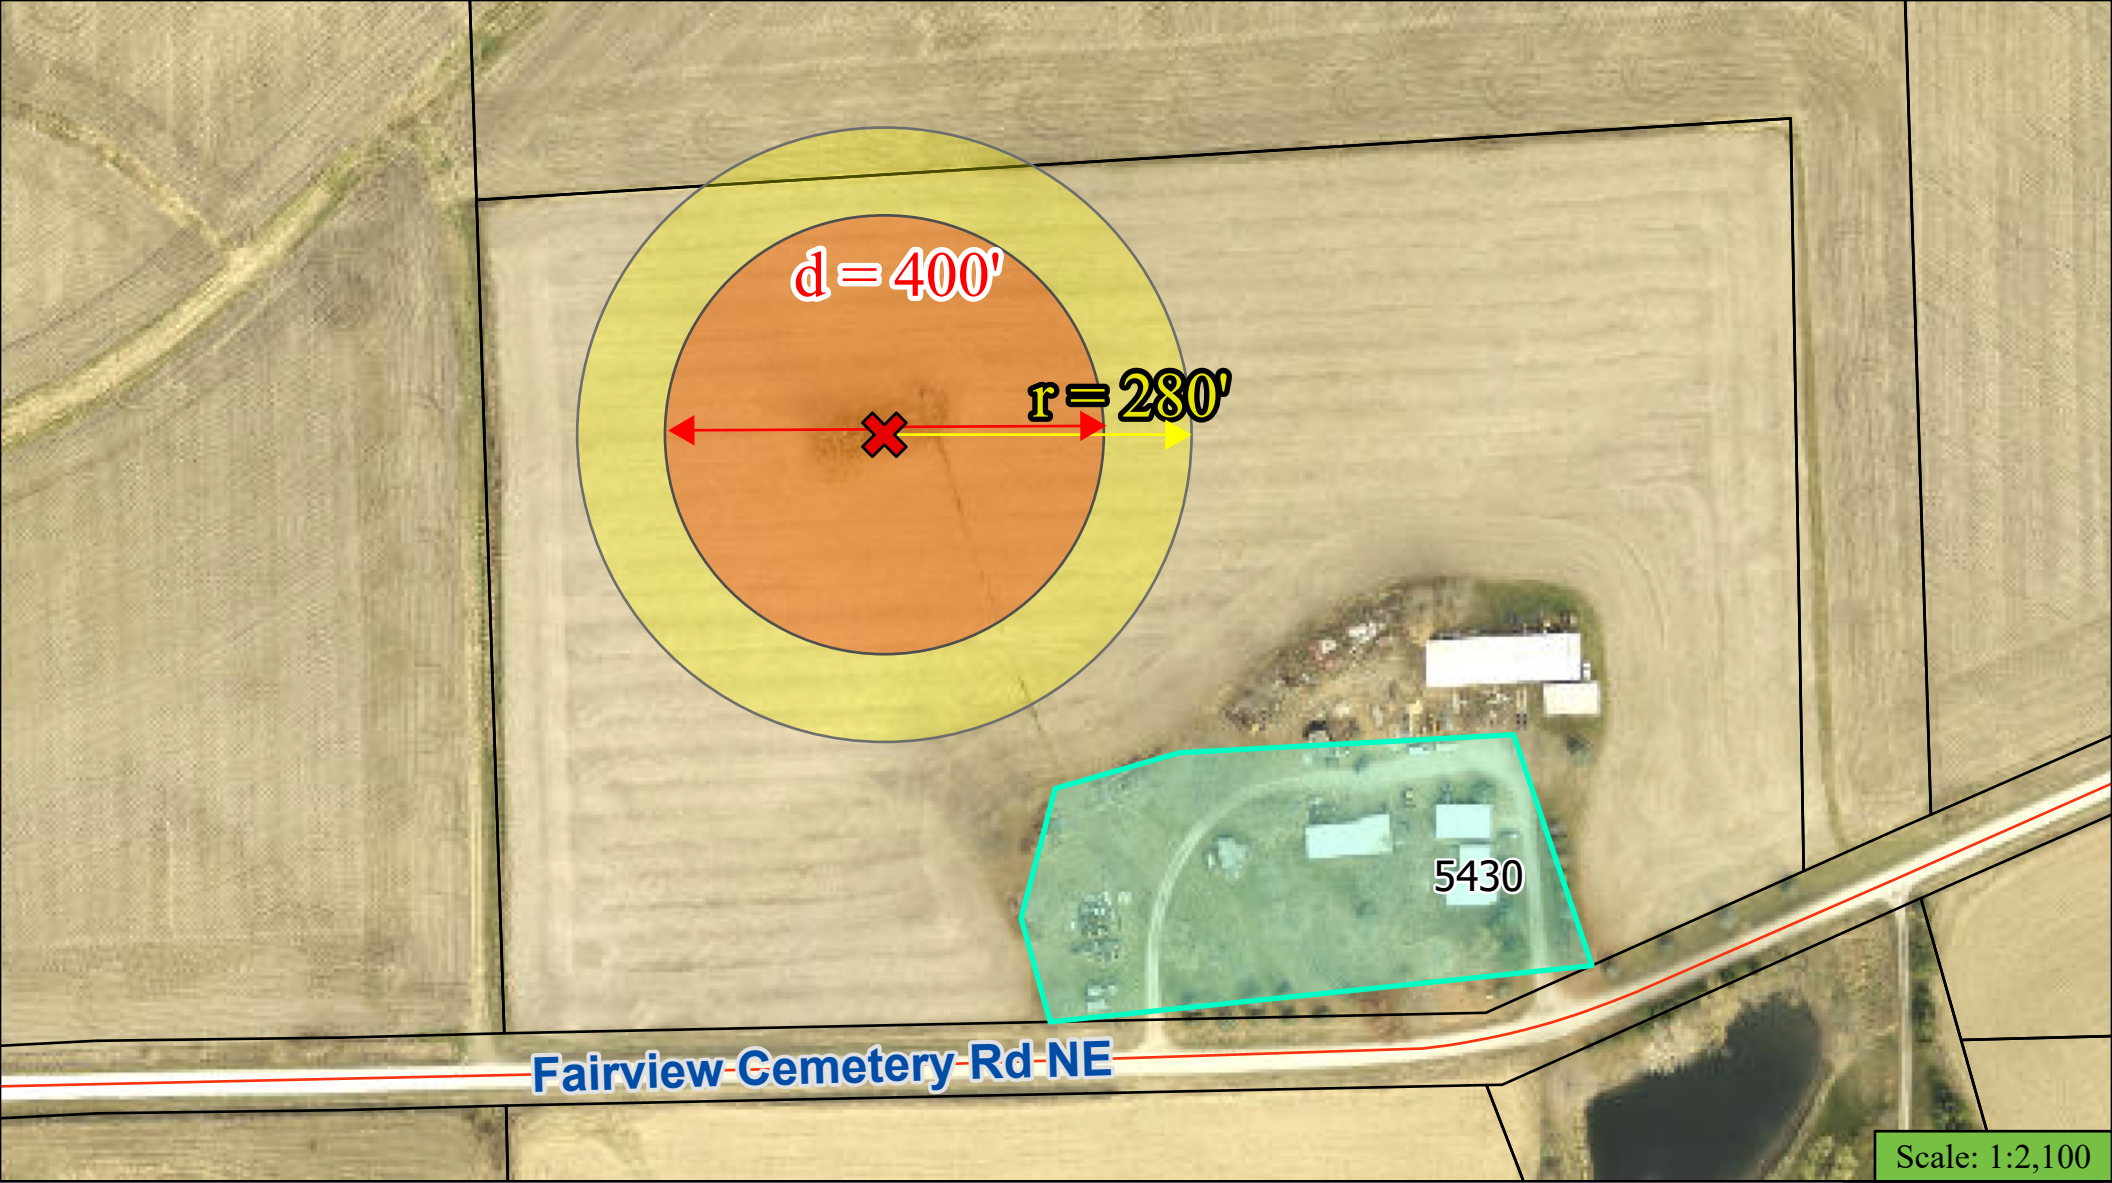 d = 400'
r = 280'
5430
Fairview Cemetery Rd NE
Scale: 1:2,100